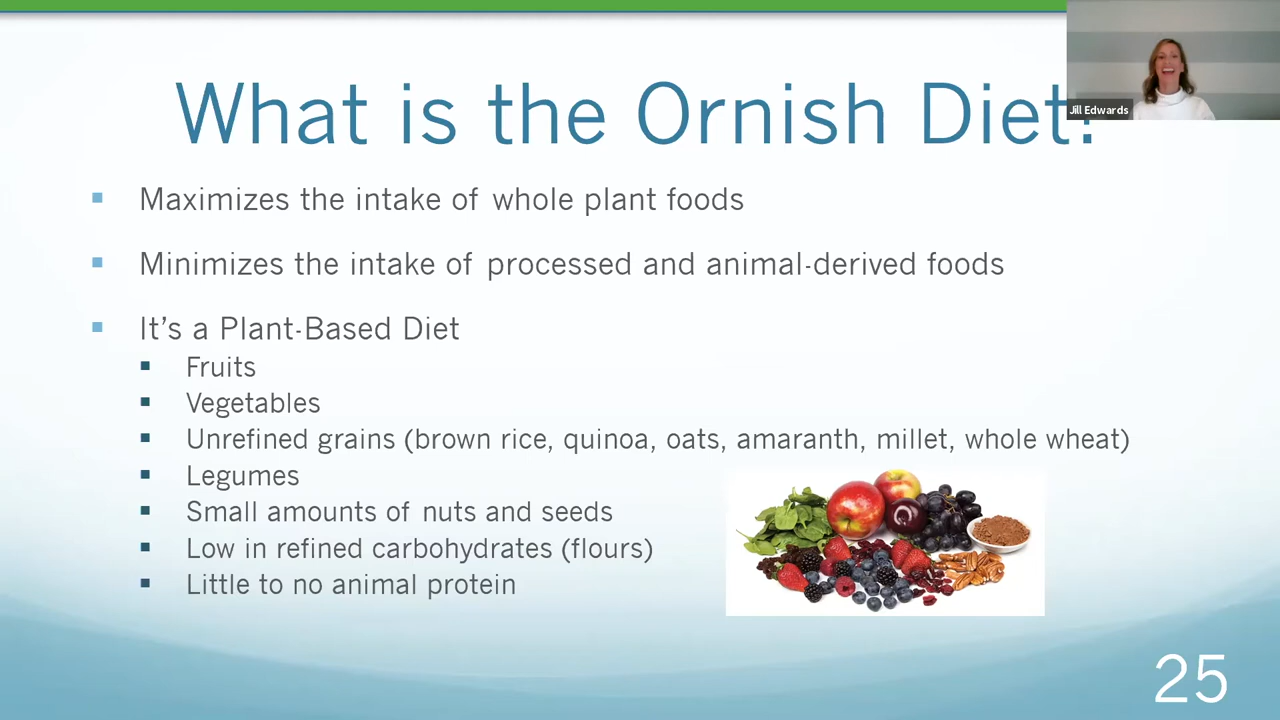 What is the Ornish Diet?
Jill Edwards
Maximizes the intake of whole plant foods
Minimizes the intake of processed and animal-derived foods
It's a Plant-Based Diet
Fruits
Vegetables
Unrefined grains (brown rice, quinoa, oats, amaranth, millet, whole wheat)
Legumes
Small amounts of nuts and seeds
Low in refined carbohydrates (flours)
Little to no animal protein
25